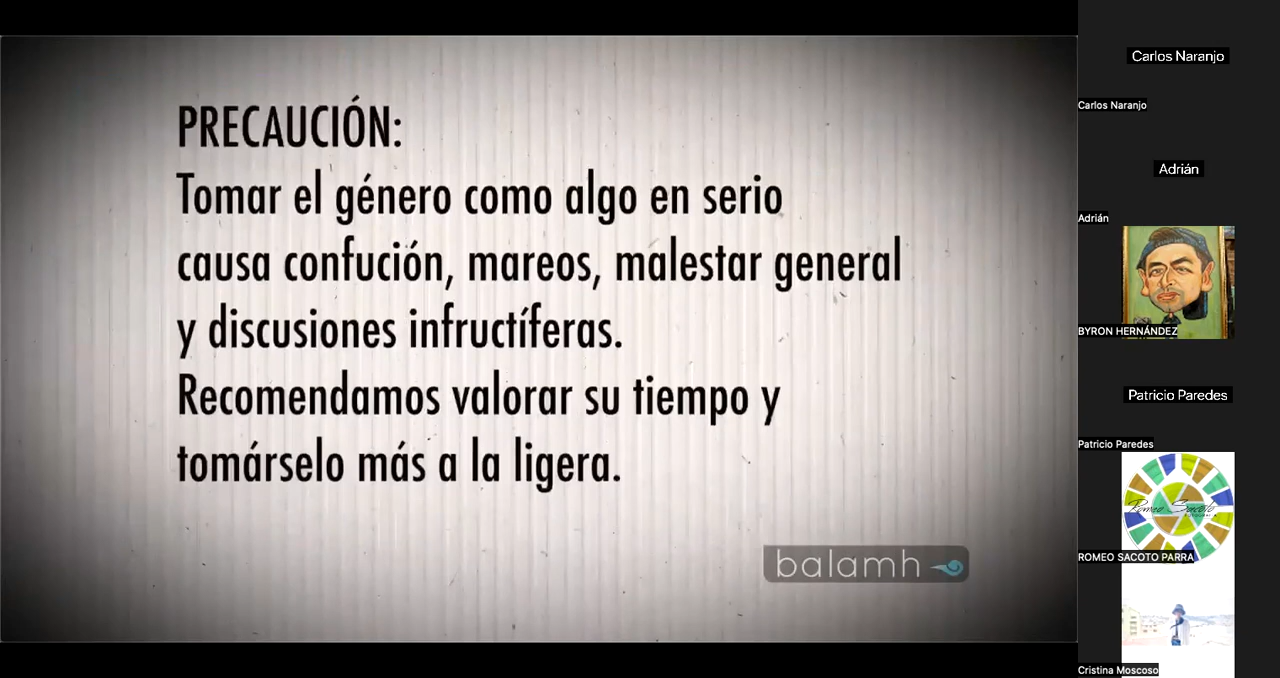 PRECAUCIÓN:
Tomar el género como algo en serio
causa confución, mareos, malestar general
y discusiones infructíferas.
Recomendamos valorar su tiempo y
tomárselo más a la ligera.
balamh
Carlos Naranjo
Carlos Naranjo
Adrián
Adrián
BYRON HERNÁNDEZ
Patricio Paredes
Patricio Paredes
Romeo Sacoto
ROMEO SACOTO PARRA
Cristina Moscoso